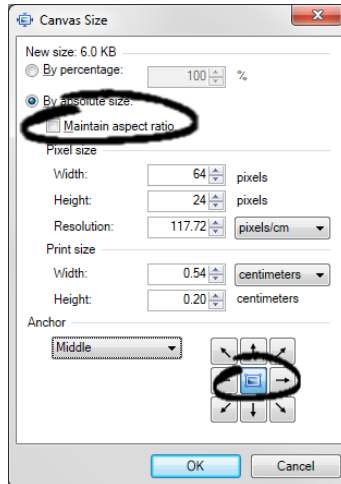 Canvas Size
New size: 6.0 KB
By percentage: 100 %
By absolute size:
Maintain aspect ratio
Pixel size
Width: 64 pixels
Height: 24 pixels
Resolution: 117.72 pixels/cm
Print size
Width: 0.54 centimeters
Height: 0.20 centimeters
Anchor
Middle
OK Cancel